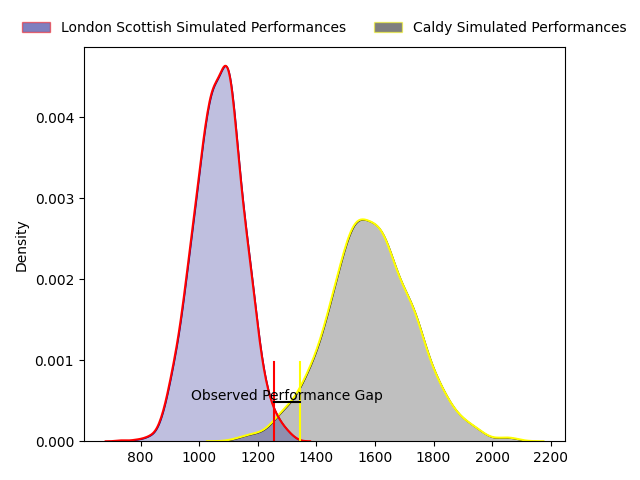 London Scottish Simulated Performances
Caldy Simulated Performances
Density
0.004
0.003
0.002
0.001
0.000
Observed Performance Gap
800 1000 1200 1400 1600 1800 2000 2200